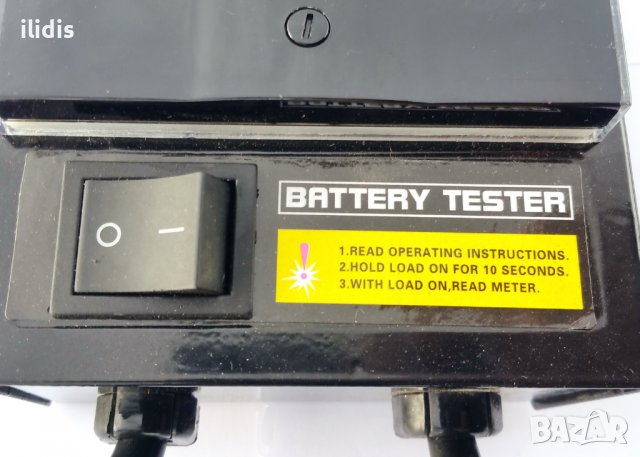 ilidis
BATTERY TESTER
1.READ OPERATING INSTRUCTIONS.
2.HOLD LOAD ON FOR 10 SECONDS.
3.WITH LOAD ON,READ METER.
O I
BAZAR